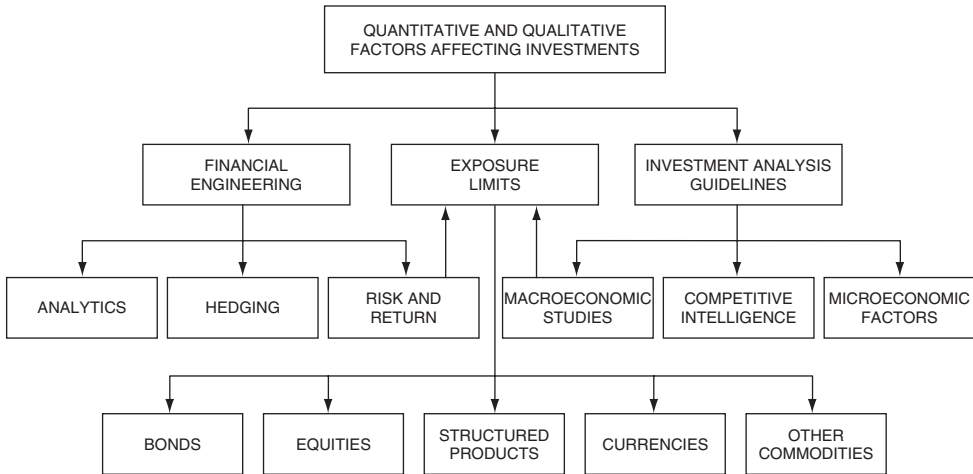 QUANTITATIVE AND QUALITATIVE
FACTORS AFFECTING INVESTMENTS
FINANCIAL
ENGINEERING
EXPOSURE
LIMITS
INVESTMENT ANALYSIS
GUIDELINES
ANALYTICS
HEDGING
RISK AND
RETURN
MACROECONOMIC
STUDIES
COMPETITIVE
INTELLIGENCE
MICROECONOMIC
FACTORS
BONDS
EQUITIES
STRUCTURED
PRODUCTS
CURRENCIES
OTHER
COMMODITIES